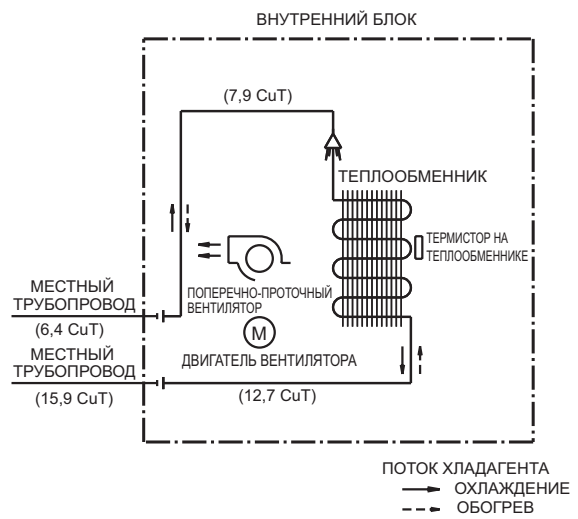 ВНУТРЕННИЙ БЛОК
(7,9 CuT)
ТЕПЛООБМЕННИК
ТЕРМИСТОР НА
ТЕПЛООБМЕННИКЕ
ПОПЕРЕЧНО-ПРОТОЧНЫЙ
ВЕНТИЛЯТОР
МЕСТНЫЙ
ТРУБОПРОВОД
(6,4 CuT)
M
ДВИГАТЕЛЬ ВЕНТИЛЯТОРА
МЕСТНЫЙ
ТРУБОПРОВОД
(15,9 CuT)
(12,7 CuT)
ПОТОК ХЛАДАГЕНТА
ОХЛАЖДЕНИЕ
ОБОГРЕВ